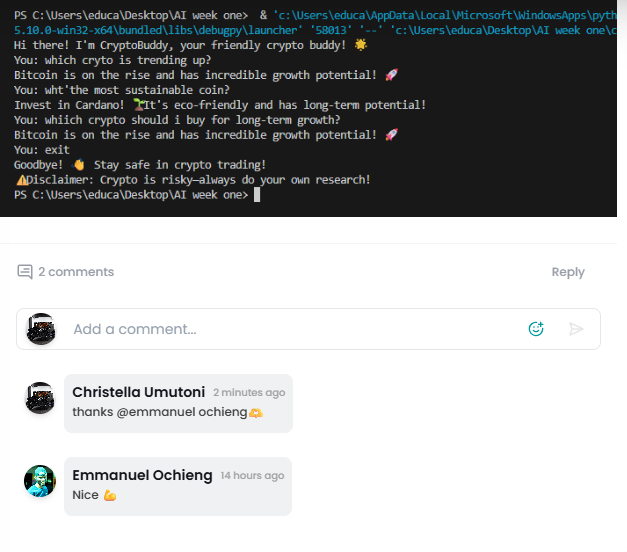 PS C:\Users\educa\Desktop\AI week one>  & 'c:\Users\educa\AppData\Local\Microsoft\WindowsApps\pyth
5.10.0-win32-x64\bundled\libs\debugpy\launcher' '58013' '--' 'c:\Users\educa\Desktop\AI week one\c
Hi there! I'm CryptoBuddy, your friendly crypto buddy! 🌟
You: which cryto is trending up?
Bitcoin is on the rise and has incredible growth potential! 🚀
You: wht'the most sustainable coin?
Invest in Cardano! 🌱It's eco-friendly and has long-term potential!
You: whiich crypto should i buy for long-term growth?
Bitcoin is on the rise and has incredible growth potential! 🚀
You: exit
Goodbye! 👋 Stay safe in crypto trading!
⚠️Disclaimer: Crypto is risky—always do your own research!
PS C:\Users\educa\Desktop\AI week one>
2 comments Reply
Add a comment...
Christella Umutoni 2 minutes ago
thanks @emmanuel ochieng🫶
Emmanuel Ochieng 14 hours ago
Nice 💪